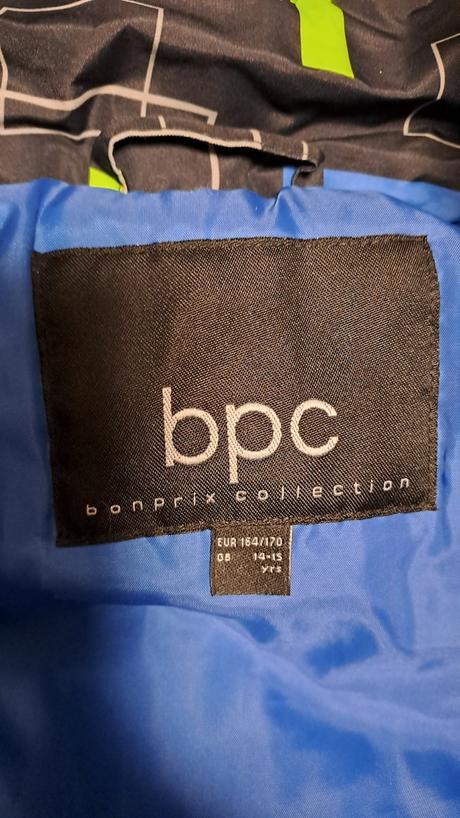 bpc
bonprix collection
EUR 164/170
GB 14-15
yrs